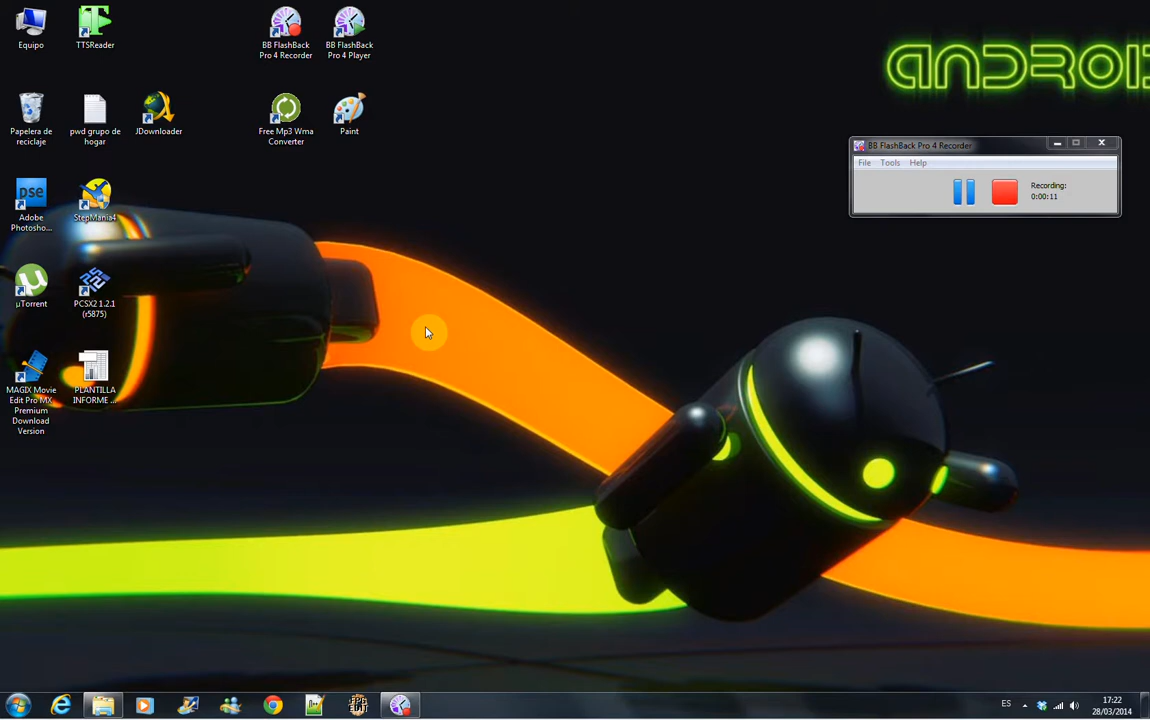 Equipo
TTSReader
BB FlashBack
Pro 4 Recorder
BB FlashBack
Pro 4 Player
ANDROID
Papelera de
reciclaje
pwd grupo de
hogar
JDownloader
Free Mp3 Wma
Converter
Paint
BB FlashBack Pro 4 Recorder
File Tools Help
Recording:
0:00:11
pse
Adobe
Photosho...
StepMania4
µTorrent
PCSX2 1.2.1
(r5875)
MAGIX Movie
Edit Pro MX
Premium
Download
Version
PLANTILLA
INFORME ...
FPG
EDIT
ES
17:22
28/03/2014